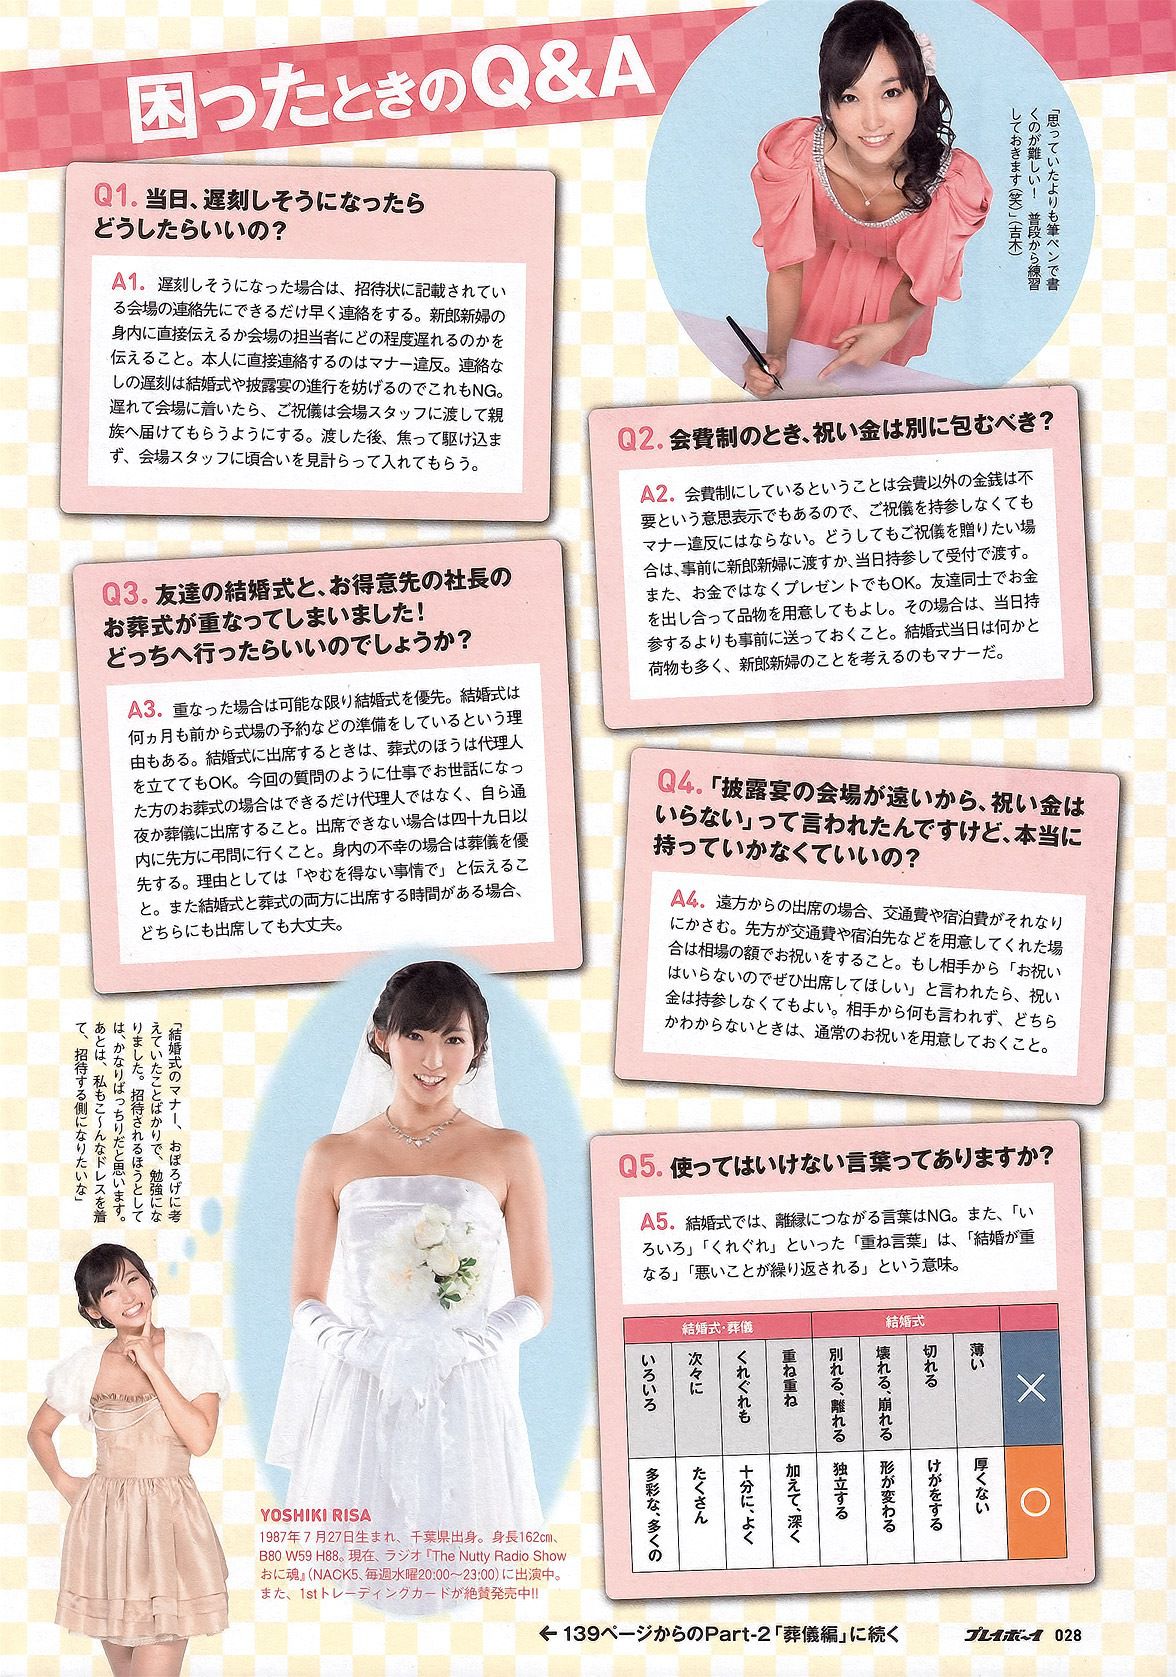 困ったときのQ&A
「思っていたよりも筆ペンで書
くのが難しい！　普段から練習
しておきます（笑）」（吉木）
Q1. 当日、遅刻しそうになったら
どうしたらいいの？
A1. 遅刻しそうになった場合は、招待状に記載されてい
る会場の連絡先にできるだけ早く連絡をする。新郎新婦の
身内に直接伝えるか会場の担当者にどの程度遅れるのかを
伝えること。本人に直接連絡するのはマナー違反。連絡な
しの遅刻は結婚式や披露宴の進行を妨げるのでこれもNG。
遅れて会場に着いたら、ご祝儀は会場スタッフに渡して親
族へ届けてもらうようにする。渡した後、焦って駆け込ま
ず、会場スタッフに頃合いを見計らって入れてもらう。
Q2. 会費制のとき、祝い金は別に包むべき？
A2. 会費制にしているということは会費以外の金銭は不
要という意思表示でもあるので、ご祝儀を持参しなくても
マナー違反にはならない。どうしてもご祝儀を贈りたい場
合は、事前に新郎新婦に渡すか、当日持参して受付で渡す。
また、お金ではなくプレゼントでもOK。友達同士でお金
を出し合って品物を用意してもよし。その場合は、当日持
参するよりも事前に送っておくこと。結婚式当日は何かと
荷物も多く、新郎新婦のことを考えるのもマナーだ。
Q3. 友達の結婚式と、お得意先の社長の
お葬式が重なってしまいました！
どっちへ行ったらいいのでしょうか？
A3. 重なった場合は可能な限り結婚式を優先。結婚式は
何ヵ月も前から式場の予約などの準備をしているという理
由もある。結婚式に出席するときは、葬式のほうは代理人
を立ててもOK。今回の質問のように仕事でお世話になっ
た方のお葬式の場合はできるだけ代理人ではなく、自ら通
夜か葬儀に出席すること。出席できない場合は四十九日以
内に先方に弔問に行くこと。身内の不幸の場合は葬儀を優
先する。理由としては「やむを得ない事情で」と伝えるこ
と。また結婚式と葬式の両方に出席する時間がある場合、
どちらにも出席しても大丈夫。
Q4.「披露宴の会場が遠いから、祝い金は
いらない」って言われたんですけど、本当に
持っていかなくていいの？
A4. 遠方からの出席の場合、交通費や宿泊費がそれなり
にかさむ。先方が交通費や宿泊先などを用意してくれた場
合は相場の額でお祝いをすること。もし相手から「お祝い
はいらないのでぜひ出席してほしい」と言われたら、祝い
金は持参しなくてもよい。相手から何も言われず、どちら
かわからないときは、通常のお祝いを用意しておくこと。
「結婚式のマナー、おぼろげに考
えていたことばかりで、勉強にな
りました。招待されるほうとして
は、かなりばっちりだと思います。
あとは、私もこ〜んなドレスを着
て、招待する側になりたいな」
Q5. 使ってはいけない言葉ってありますか？
A5. 結婚式では、離縁につながる言葉はNG。また、「い
ろいろ」「くれぐれ」といった「重ね言葉」は、「結婚が重
なる」「悪いことが繰り返される」という意味。
結婚式・葬儀
結婚式
×
薄い
切れる
壊れる、崩れる
別れる、離れる
重ね重ね
くれぐれも
次々に
いろいろ
○
厚くない
けがをする
形が変わる
独立する
加えて、深く
十分に、よく
たくさん
多彩な、多くの
YOSHIKI RISA
1987年7月27日生まれ、千葉県出身。身長162㎝、
B80 W59 H88。現在、ラジオ『The Nutty Radio Show
おに魂』（NACK5、毎週水曜20:00〜23:00）に出演中。
また、1stトレーディングカードが絶賛発売中!!
←139ページからのPart-2「葬儀編」に続く
プレイボーイ 028